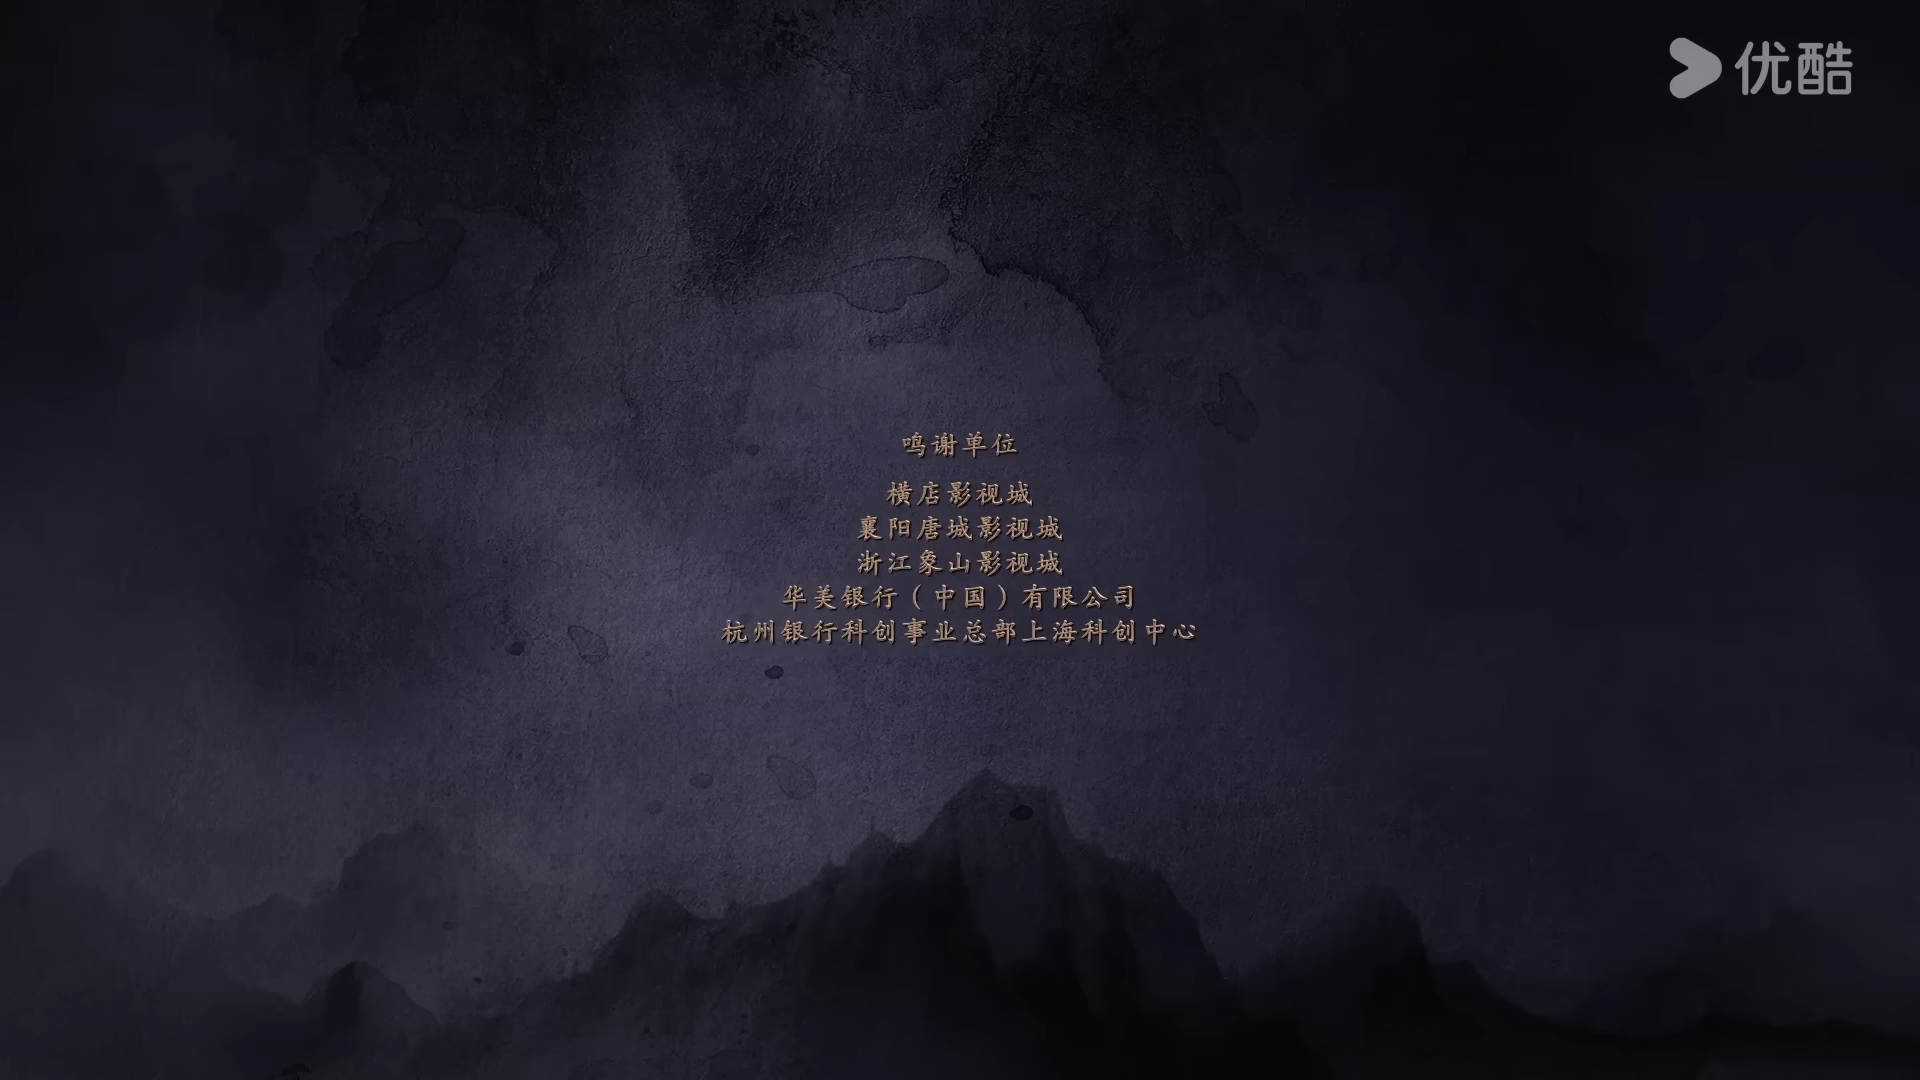 优酷
鸣谢单位
横店影视城
襄阳唐城影视城
浙江象山影视城
华美银行（中国）有限公司
杭州银行科创事业总部上海科创中心